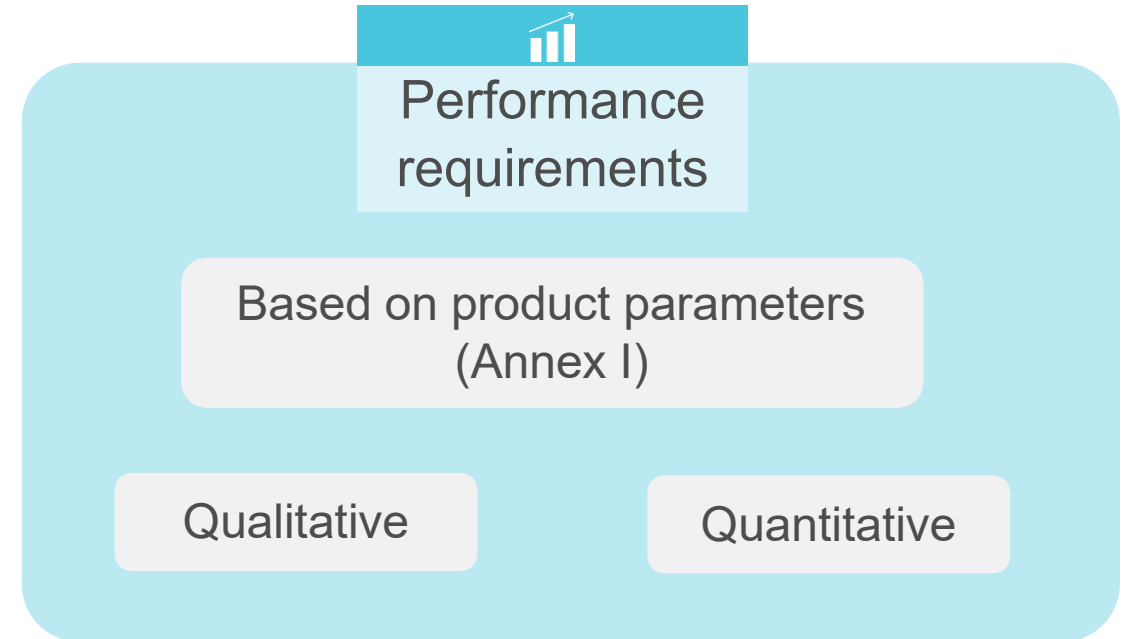 Performance
requirements
Based on product parameters
(Annex I)
Qualitative
Quantitative